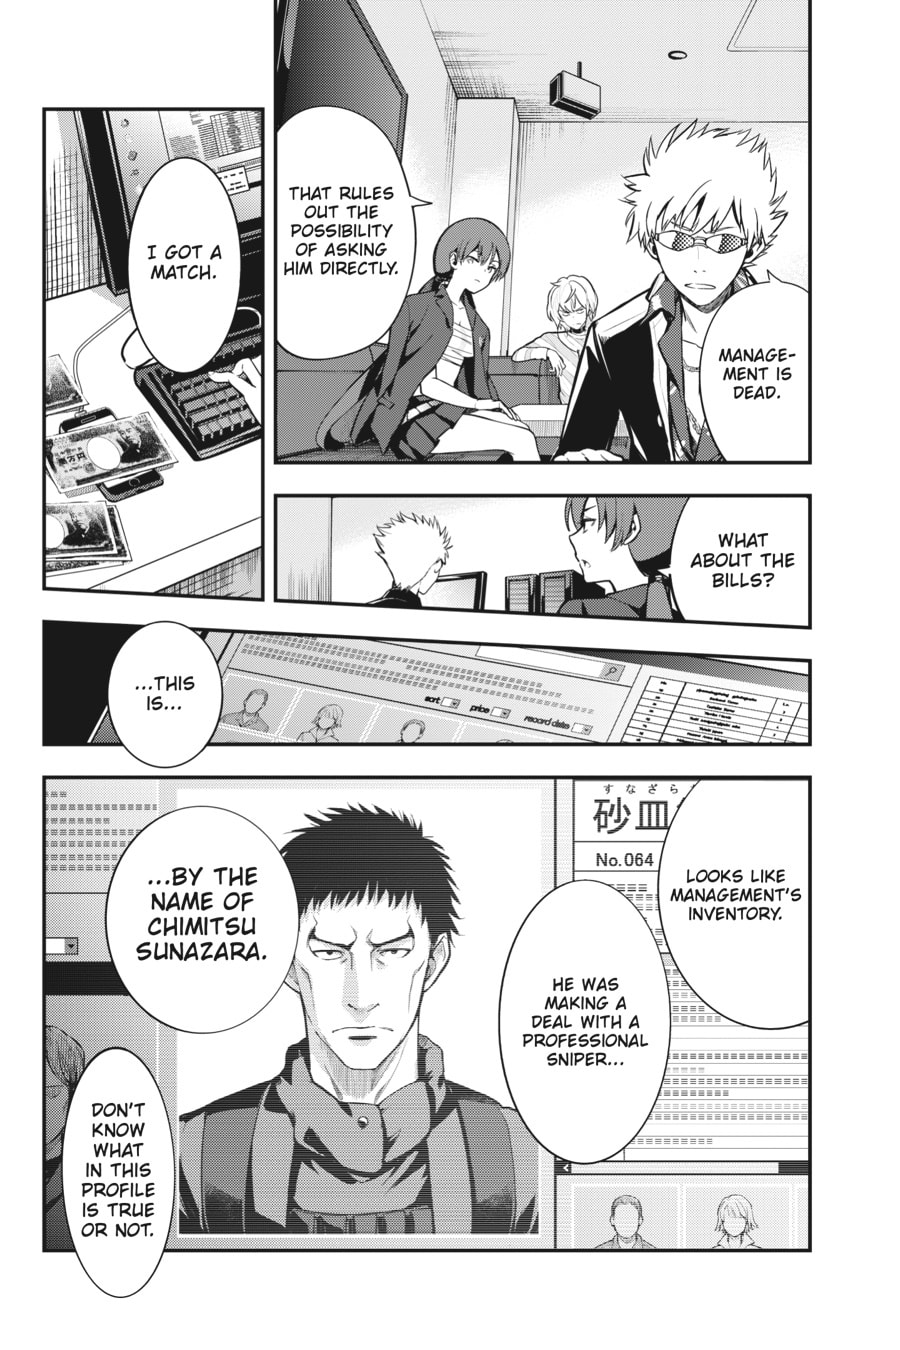 MANAGE-
MENT IS
DEAD.
THAT RULES
OUT THE
POSSIBILITY
OF ASKING
HIM DIRECTLY.
WHAT
ABOUT THE
BILLS?
I GOT A
MATCH.
...THIS
IS...
sort
price
record date
LOOKS LIKE
MANAGEMENT'S
INVENTORY.
すなざら
砂皿
No.064
HE WAS
MAKING A
DEAL WITH A
PROFESSIONAL
SNIPER...
...BY THE
NAME OF
CHIMITSU
SUNAZARA.
DON'T
KNOW
WHAT
IN THIS
PROFILE
IS TRUE
OR NOT.